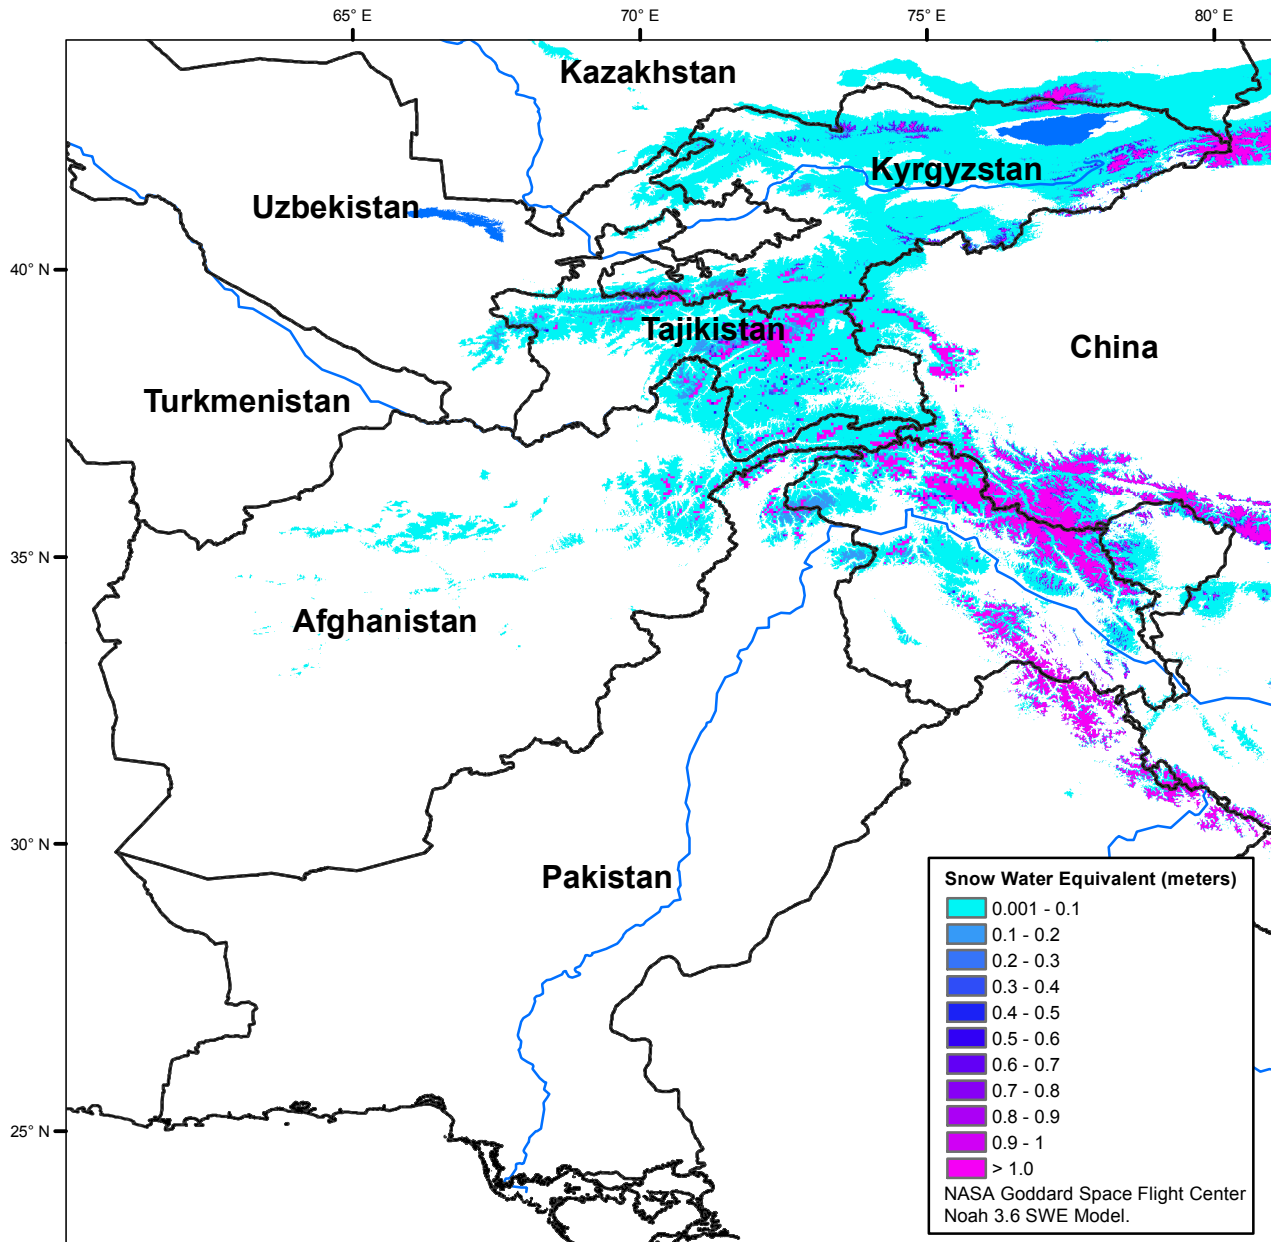 65° E
70° E
75° E
80° E
Kazakhstan
Kyrgyzstan
Uzbekistan
40° N
Tajikistan
China
Turkmenistan
35° N
Afghanistan
30° N
Pakistan
Snow Water Equivalent (meters)
0.001 - 0.1
0.1 - 0.2
0.2 - 0.3
0.3 - 0.4
0.4 - 0.5
0.5 - 0.6
0.6 - 0.7
0.7 - 0.8
0.8 - 0.9
0.9 - 1
> 1.0
25° N
NASA Goddard Space Flight Center
Noah 3.6 SWE Model.